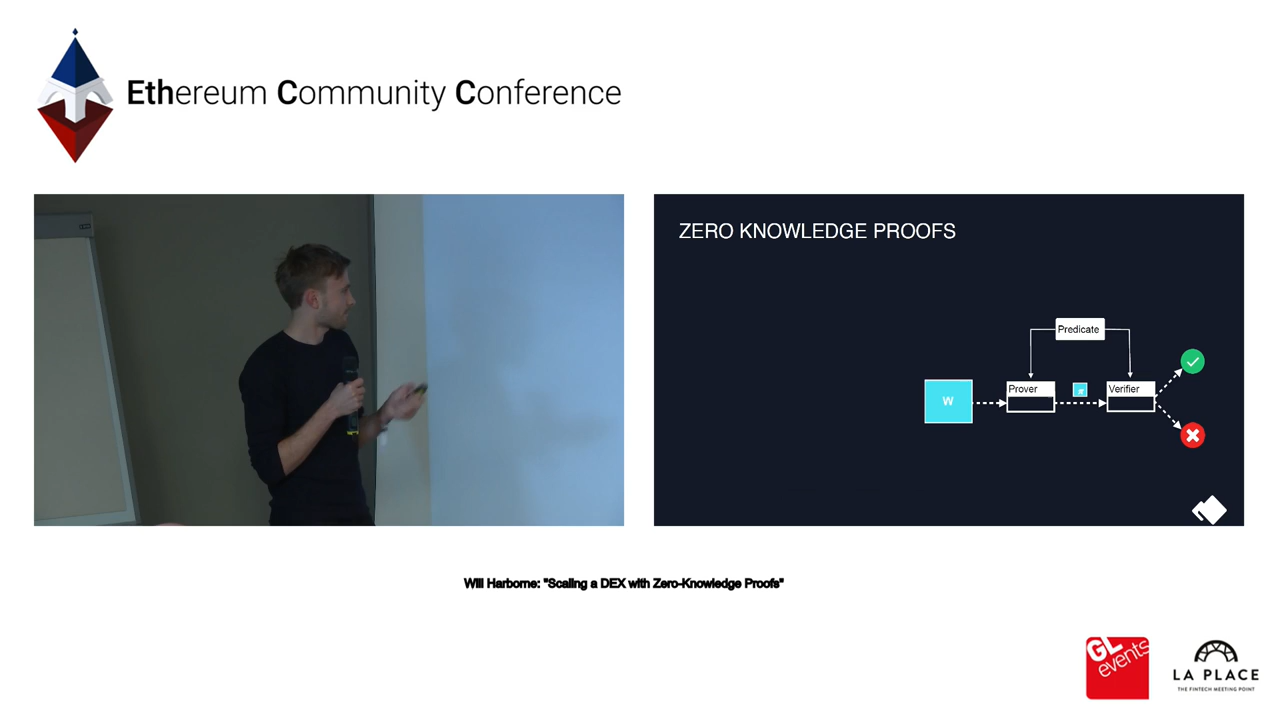 Ethereum Community Conference
ZERO KNOWLEDGE PROOFS
Predicate
W
Prover
Verifier
Will Harborne: "Scaling a DEX with Zero-Knowledge Proofs"
GL
events
LA PLACE
THE FINTECH MEETING POINT